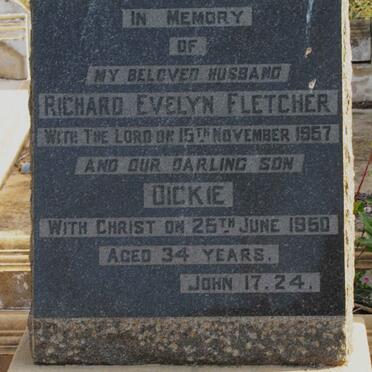 IN MEMORY
OF
MY BELOVED HUSBAND
RICHARD EVELYN FLETCHER
WITH THE LORD ON 15TH NOVEMBER 1957
AND OUR DARLING SON
DICKIE
WITH CHRIST ON 25TH JUNE 1950
AGED 34 YEARS.
JOHN 17.24.